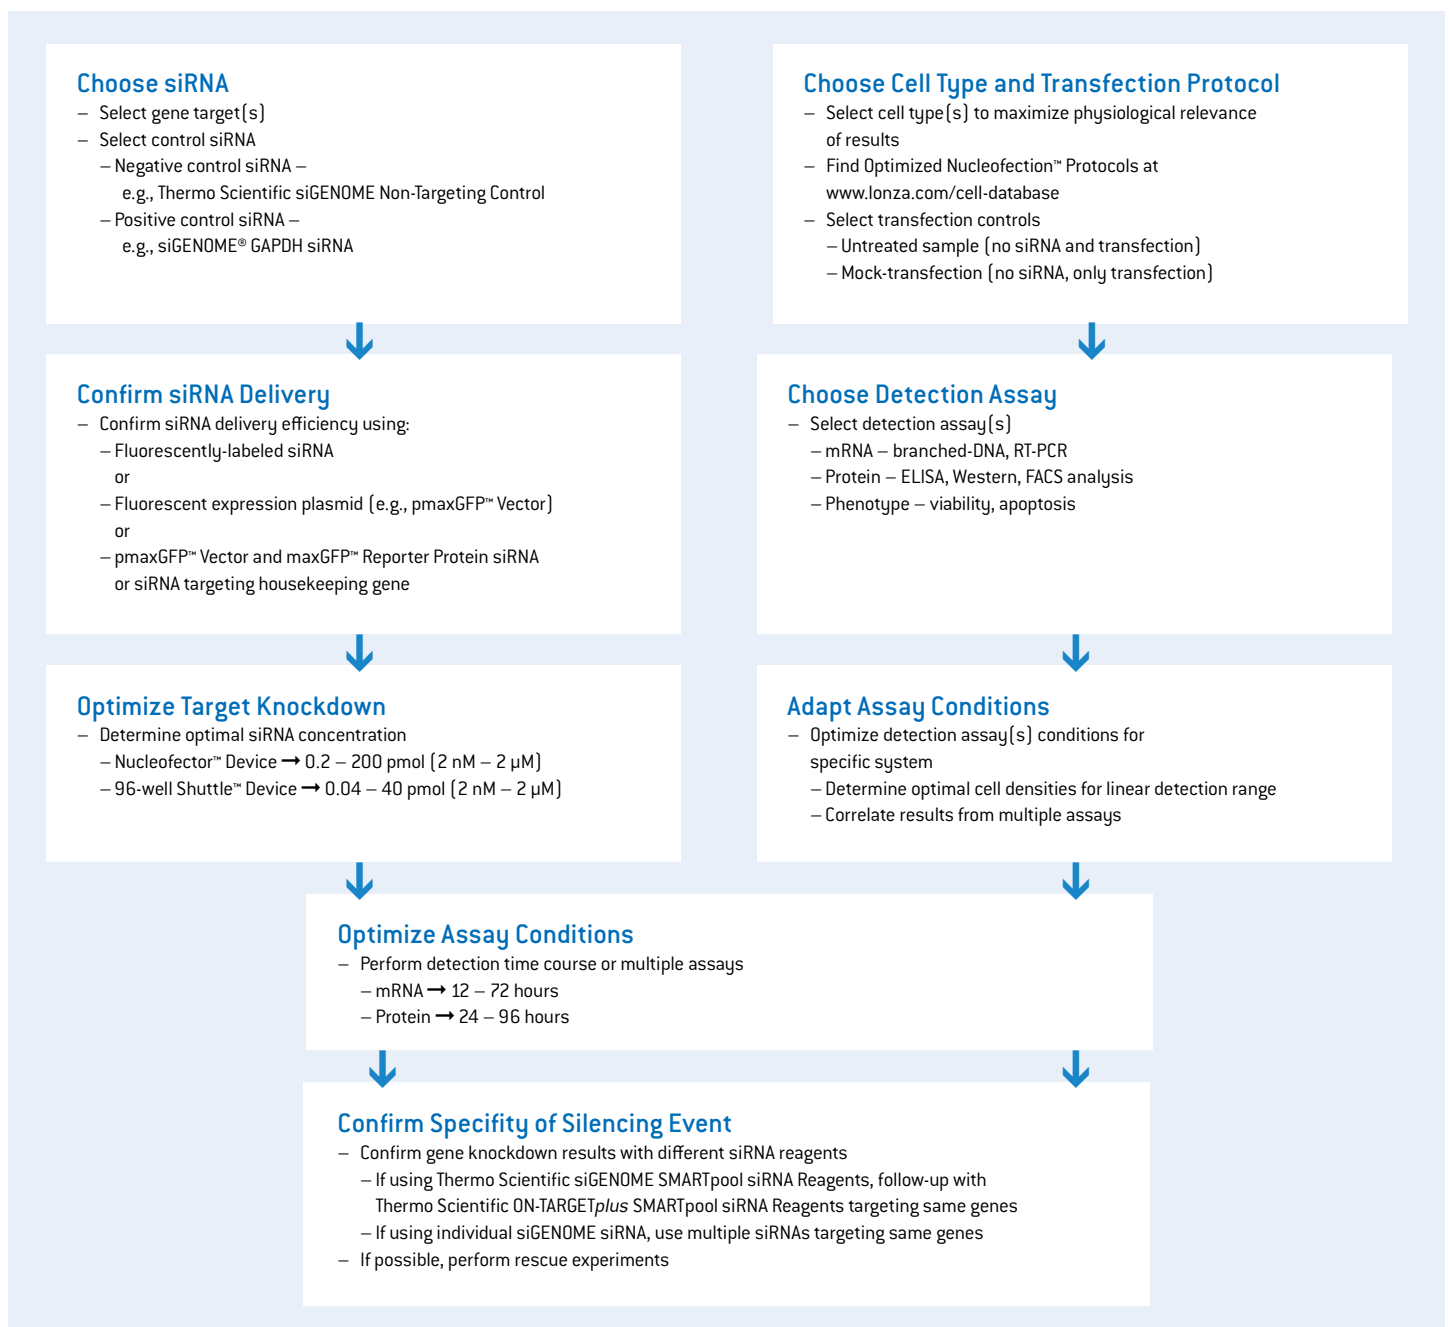 Choose siRNA
– Select gene target(s)
– Select control siRNA
– Negative control siRNA –
e.g., Thermo Scientific siGENOME Non-Targeting Control
– Positive control siRNA –
e.g., siGENOME® GAPDH siRNA
Choose Cell Type and Transfection Protocol
– Select cell type(s) to maximize physiological relevance
of results
– Find Optimized Nucleofection™ Protocols at
www.lonza.com/cell-database
– Select transfection controls
– Untreated sample (no siRNA and transfection)
– Mock-transfection (no siRNA, only transfection)
Confirm siRNA Delivery
– Confirm siRNA delivery efficiency using:
– Fluorescently-labeled siRNA
or
– Fluorescent expression plasmid (e.g., pmaxGFP™ Vector)
or
– pmaxGFP™ Vector and maxGFP™ Reporter Protein siRNA
or siRNA targeting housekeeping gene
Choose Detection Assay
– Select detection assay(s)
– mRNA – branched-DNA, RT-PCR
– Protein – ELISA, Western, FACS analysis
– Phenotype – viability, apoptosis
Optimize Target Knockdown
– Determine optimal siRNA concentration
– Nucleofector™ Device → 0.2 – 200 pmol (2 nM – 2 µM)
– 96-well Shuttle™ Device → 0.04 – 40 pmol (2 nM – 2 µM)
Adapt Assay Conditions
– Optimize detection assay(s) conditions for
specific system
– Determine optimal cell densities for linear detection range
– Correlate results from multiple assays
Optimize Assay Conditions
– Perform detection time course or multiple assays
– mRNA → 12 – 72 hours
– Protein → 24 – 96 hours
Confirm Specifity of Silencing Event
– Confirm gene knockdown results with different siRNA reagents
– If using Thermo Scientific siGENOME SMARTpool siRNA Reagents, follow-up with
Thermo Scientific ON-TARGETplus SMARTpool siRNA Reagents targeting same genes
– If using individual siGENOME siRNA, use multiple siRNAs targeting same genes
– If possible, perform rescue experiments